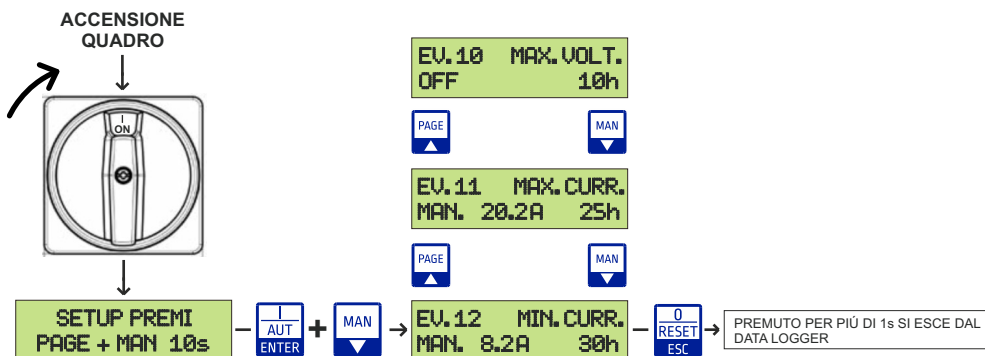 ACCENSIONE
QUADRO
I
ON
SETUP PREMI
PAGE + MAN 10s
I
AUT
ENTER
+
MAN
EV.10 MAX.VOLT.
OFF 10h
PAGE
MAN
EV.11 MAX.CURR.
MAN. 20.2A 25h
PAGE
MAN
EV.12 MIN.CURR.
MAN. 8.2A 30h
0
RESET
ESC
PREMUTO PER PIÚ DI 1s SI ESCE DAL
DATA LOGGER